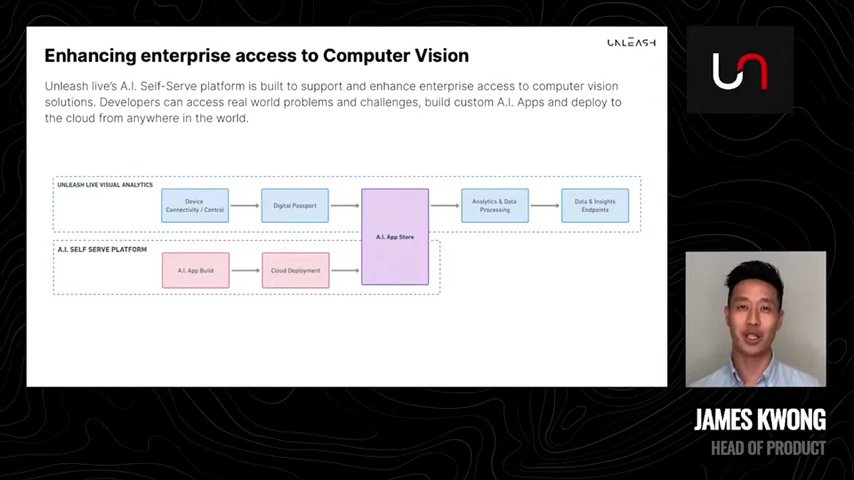 Enhancing enterprise access to Computer Vision
UNLEASH
Unleash live's A.I. Self-Serve platform is built to support and enhance enterprise access to computer vision
solutions. Developers can access real world problems and challenges, build custom A.I. Apps and deploy to
the cloud from anywhere in the world.
UNLEASH LIVE VISUAL ANALYTICS
Device
Connectivity / Control
Digital Passport
A.I. App Store
Analytics & Data
Processing
Data & Insights
Endpoints
A.I. SELF SERVE PLATFORM
A.I. App Build
Cloud Deployment
un
JAMES KWONG
HEAD OF PRODUCT